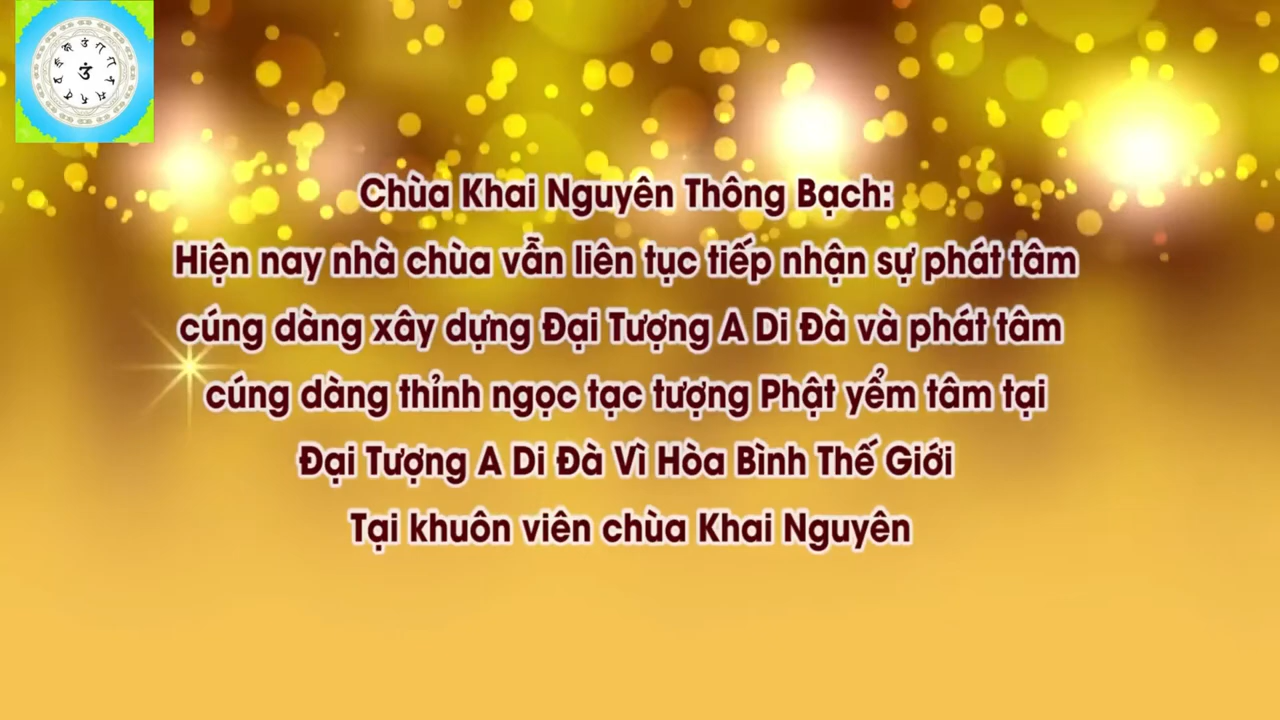 Chùa Khai Nguyên Thông Bạch:
Hiện nay nhà chùa vẫn liên tục tiếp nhận sự phát tâm
cúng dàng xây dựng Đại Tượng A Di Đà và phát tâm
cúng dàng thỉnh ngọc tạc tượng Phật yểm tâm tại
Đại Tượng A Di Đà Vì Hòa Bình Thế Giới
Tại khuôn viên chùa Khai Nguyên